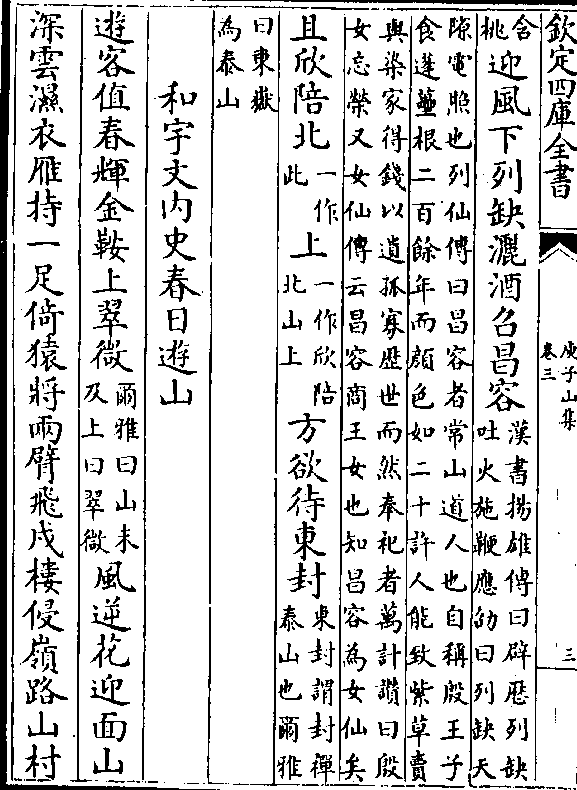 欽定四庫全書
庾子山集
卷三
三
含桃迎風下列缺灑酒召昌容漢書揚雄傳曰辟歷列缺吐火施鞭應劭曰列缺天
隙電照也列仙傳曰昌容者常山道人也自稱殷王子
食蓬虆根二百餘年而顔色如二十許人能致紫草賣
與染家得錢以遺孤寡歴世而然奉祀者萬計讚曰殷
女忘榮又女仙傳云昌容商王女也知昌容為女仙矣
且欣陪北一作此上一作欣陪北山上方欲待東封東封謂封禪泰山也爾雅
曰東嶽為泰山
和宇文内史春日遊山
遊客值春輝金鞍上翠微爾雅曰山未及上曰翠微風逆花迎面山
深雲濕衣雁持一足倚猿將兩臂飛戍樓侵嶺路山村